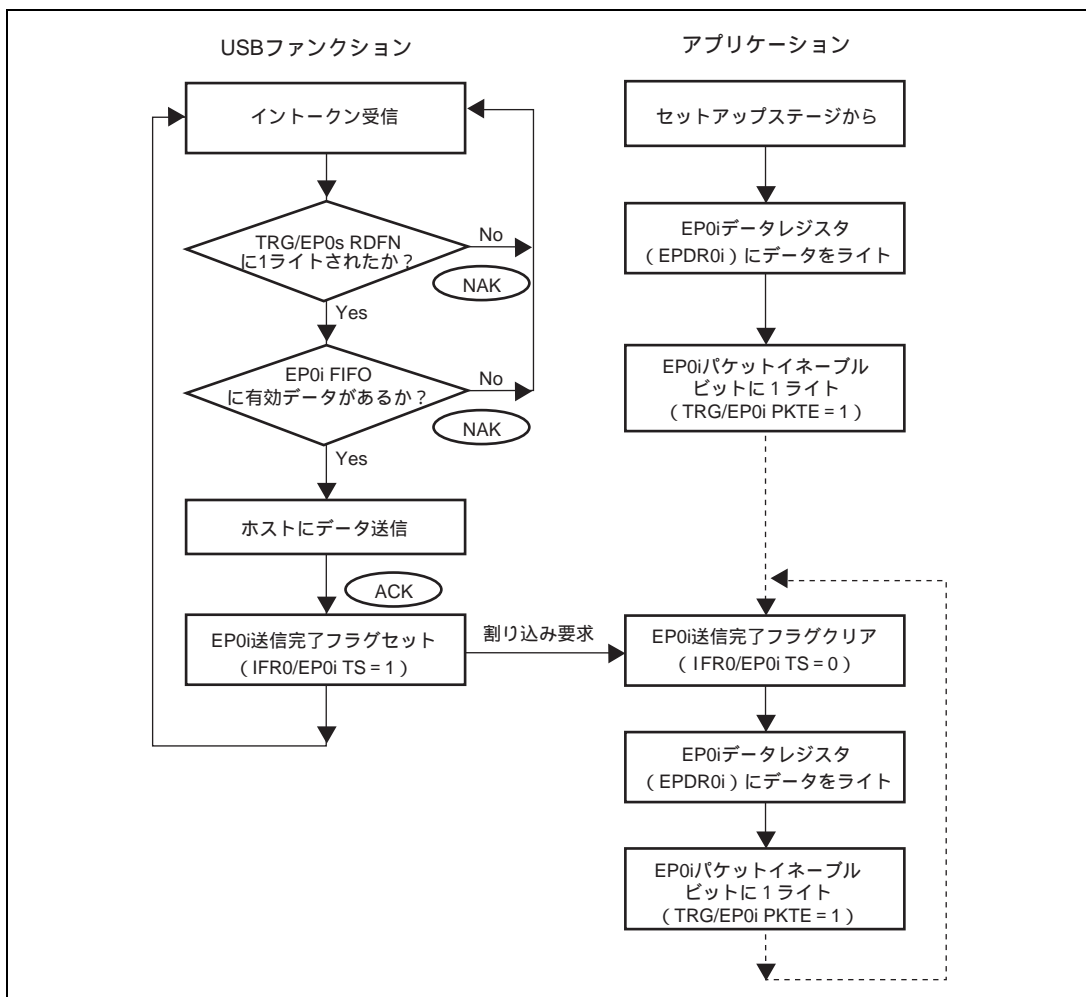 USBファンクション
イントークン受信
TRG/EP0s RDFN
に1ライトされたか？
No
NAK
Yes
EP0i FIFO
に有効データがあるか？
No
NAK
Yes
ホストにデータ送信
ACK
EP0i送信完了フラグセット
（IFR0/EP0i TS = 1）
割り込み要求
アプリケーション
セットアップステージから
EP0iデータレジスタ
（EPDR0i）にデータをライト
EP0iパケットイネーブル
ビットに1ライト
（TRG/EP0i PKTE = 1）
EP0i送信完了フラグクリア
（IFR0/EP0i TS = 0）
EP0iデータレジスタ
（EPDR0i）にデータをライト
EP0iパケットイネーブル
ビットに1ライト
（TRG/EP0i PKTE = 1）